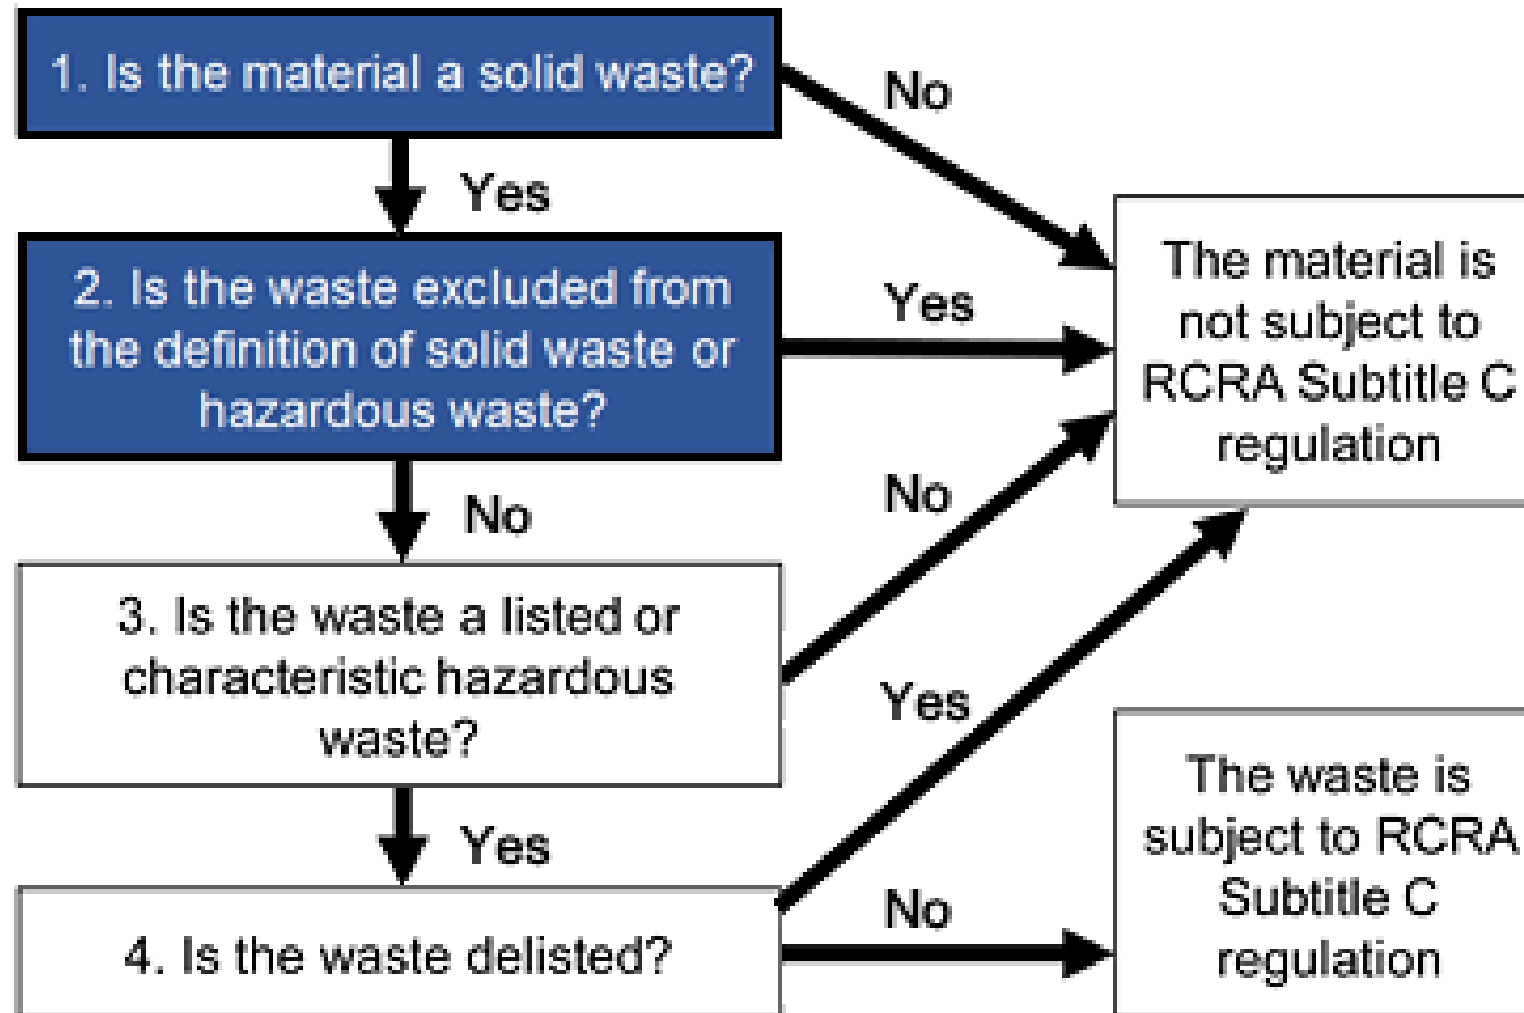 1. Is the material a solid waste?
No
Yes
2. Is the waste excluded from
the definition of solid waste or
hazardous waste?
Yes
The material is
not subject to
RCRA Subtitle C
regulation
No
No
3. Is the waste a listed or
characteristic hazardous
waste?
Yes
Yes
4. Is the waste delisted?
No
The waste is
subject to RCRA
Subtitle C
regulation